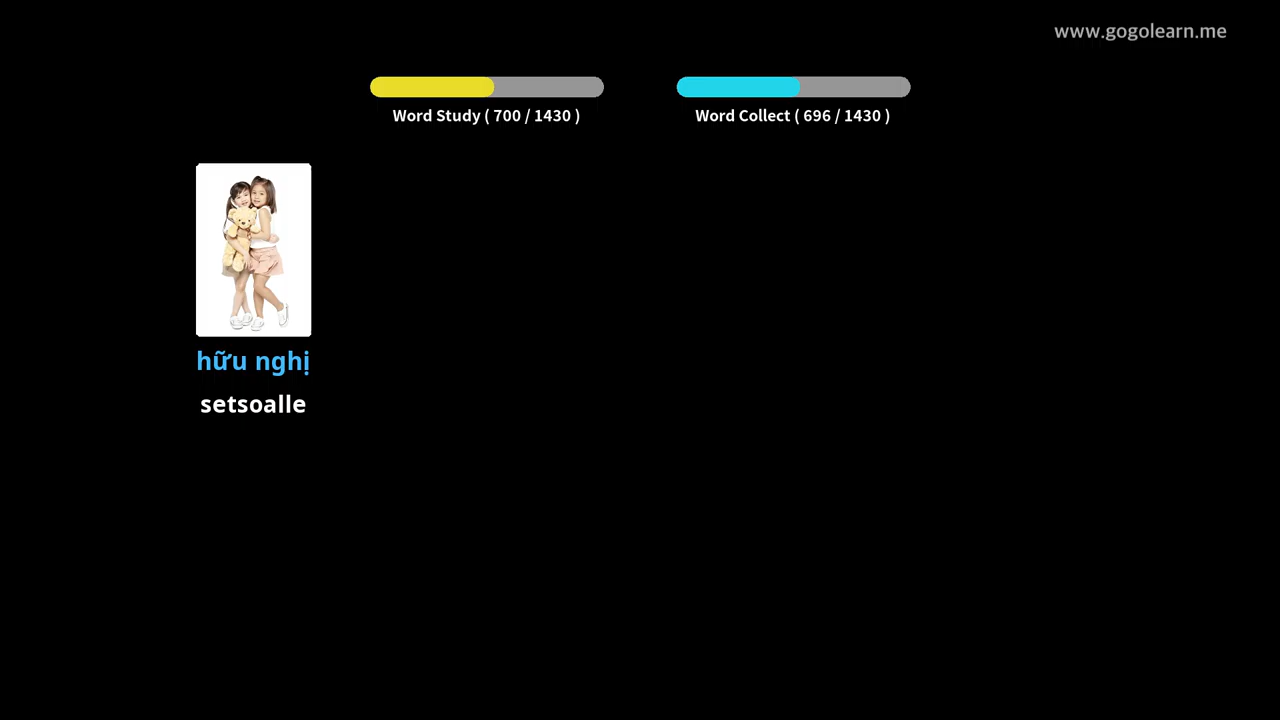 www.gogolearn.me
Word Study ( 700 / 1430 )
Word Collect ( 696 / 1430 )
hữu nghị
setsoalle